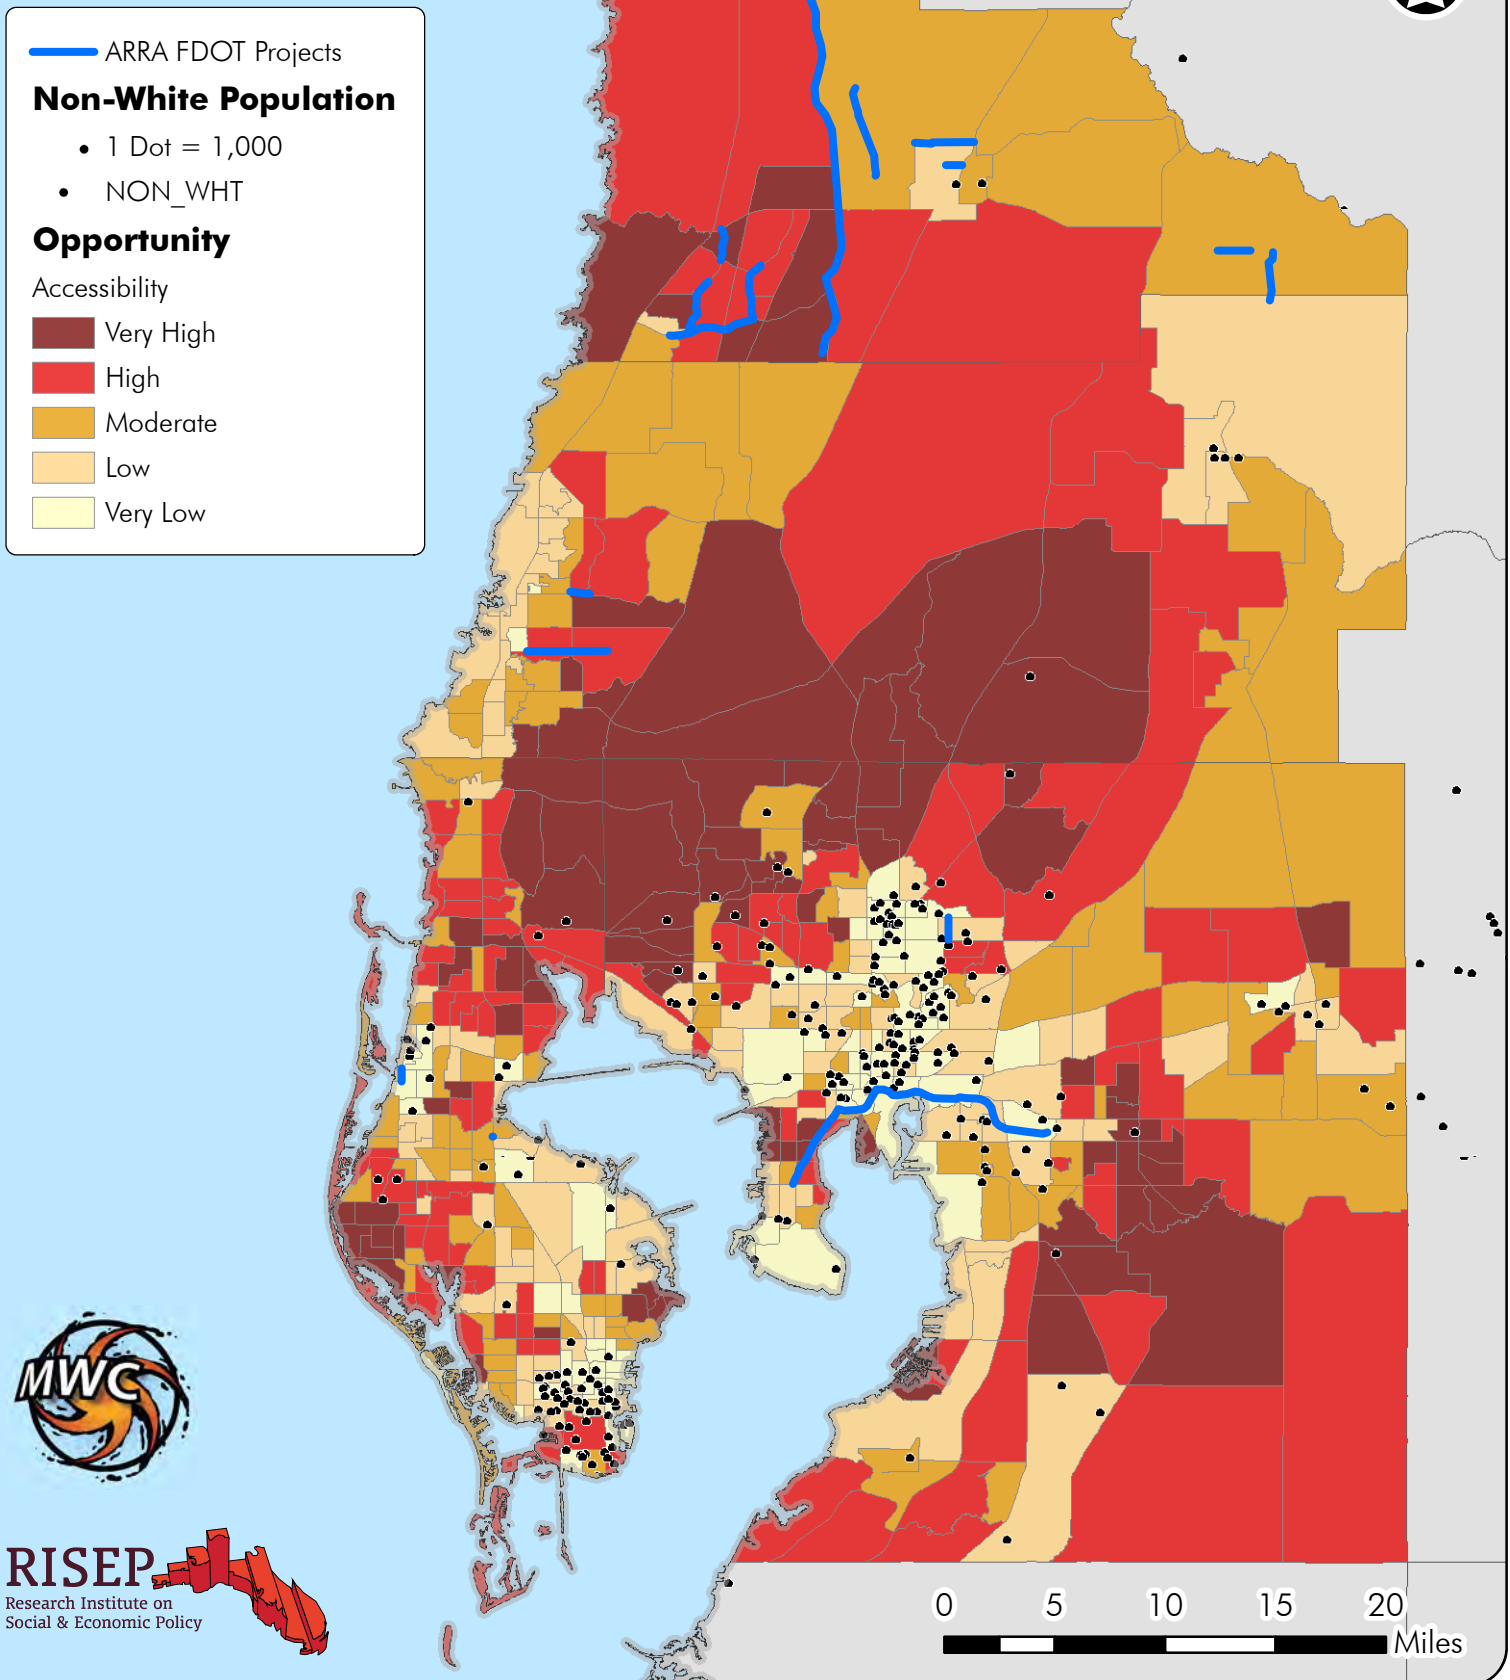 ARRA FDOT Projects
Non-White Population
1 Dot = 1,000
NON_WHT
Opportunity
Accessibility
Very High
High
Moderate
Low
Very Low
MWC
RISEP
Research Institute on
Social & Economic Policy
0 5 10 15 20
Miles